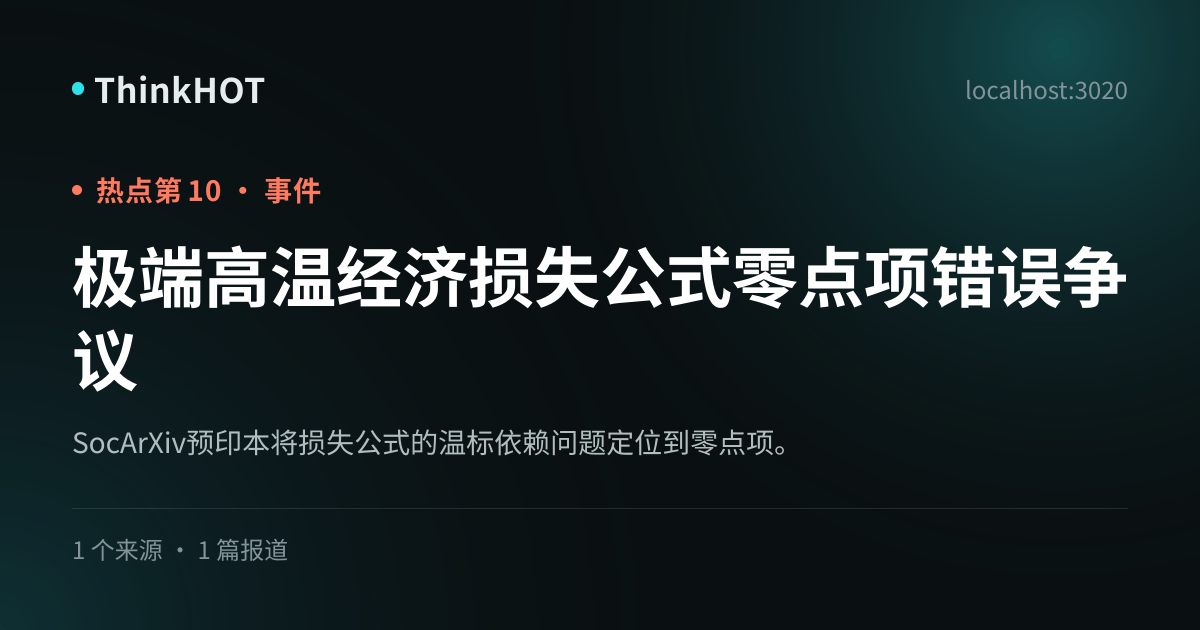 ThinkHOT
localhost:3020
热点第 10 · 事件
极端高温经济损失公式零点项错误争
议
SocArXiv预印本将损失公式的温标依赖问题定位到零点项。
1 个来源 · 1 篇报道